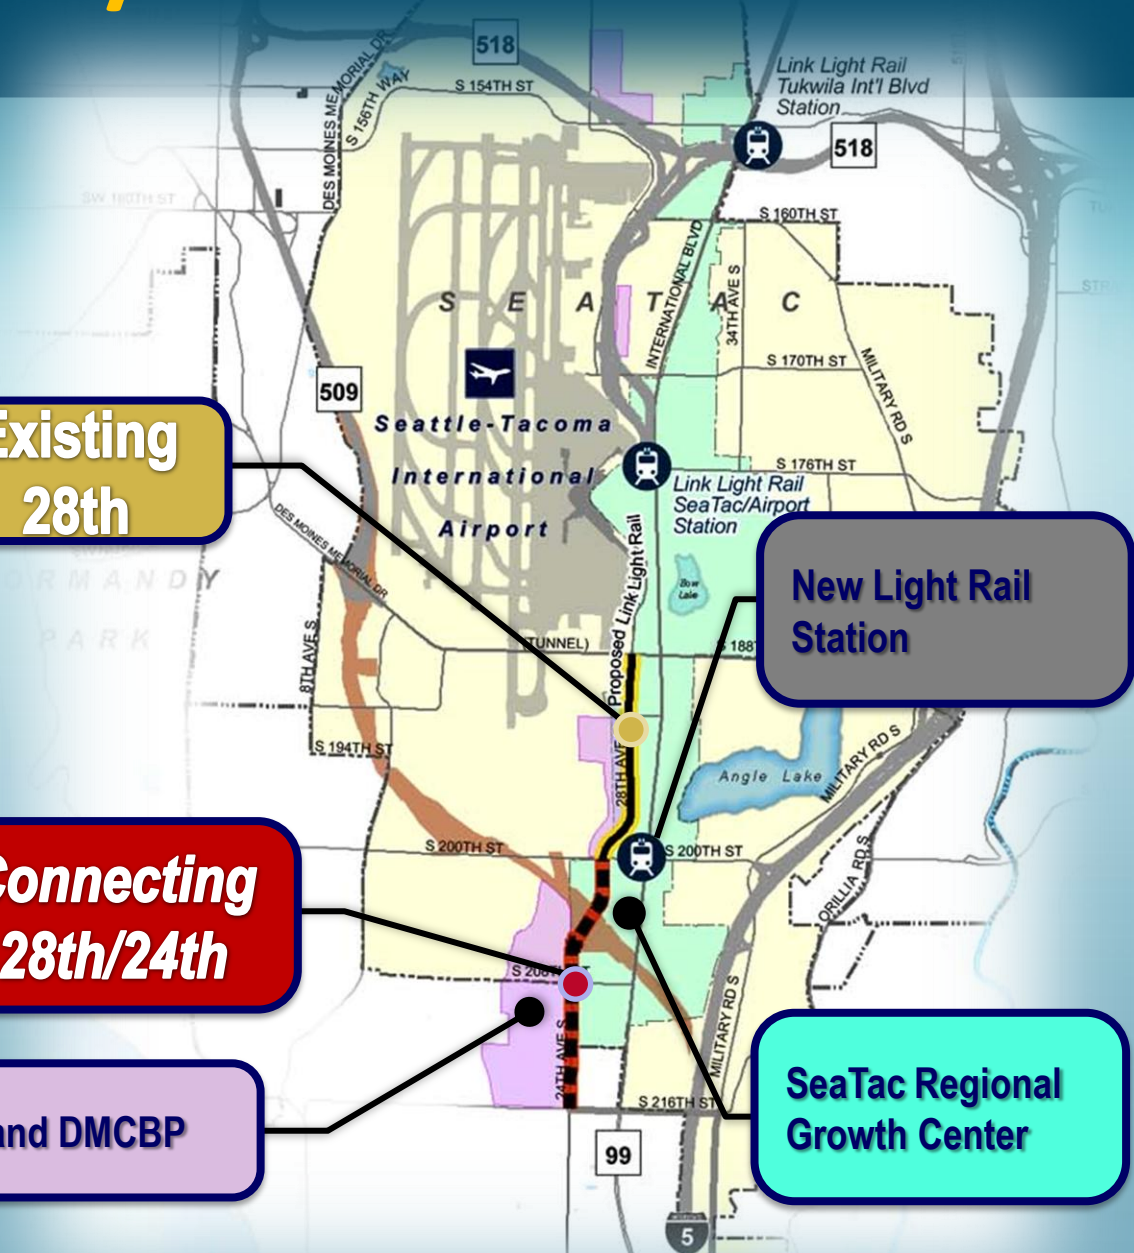 518
Link Light Rail
Tukwila Int'l Blvd
Station
DES MOINES MEMORIAL DR
S 156TH WAY
S 154TH ST
518
SW 160TH ST
S 160TH ST
INTERNATIONAL BLVD
34TH AVE S
S E A T A C
MILITARY RD S
S 170TH ST
509
Seattle-Tacoma
International
Airport
S 176TH ST
Link Light Rail
SeaTac/Airport
Station
Existing
28th
DES MOINES MEMORIAL DR
Proposed Link Light Rail
Bow
Lake
New Light Rail
Station
ORMANDY
PARK
8TH AVE S
(TUNNEL)
S 188
S 194TH ST
28TH AVE
Angle Lake
MILITARY RD S
S 200TH ST
S 200TH ST
ORILLIA RD S
Connecting
28th/24th
24TH AVE S
MILITARY RD S
SeaTac Regional
Growth Center
and DMCBP
S 216TH ST
99
5